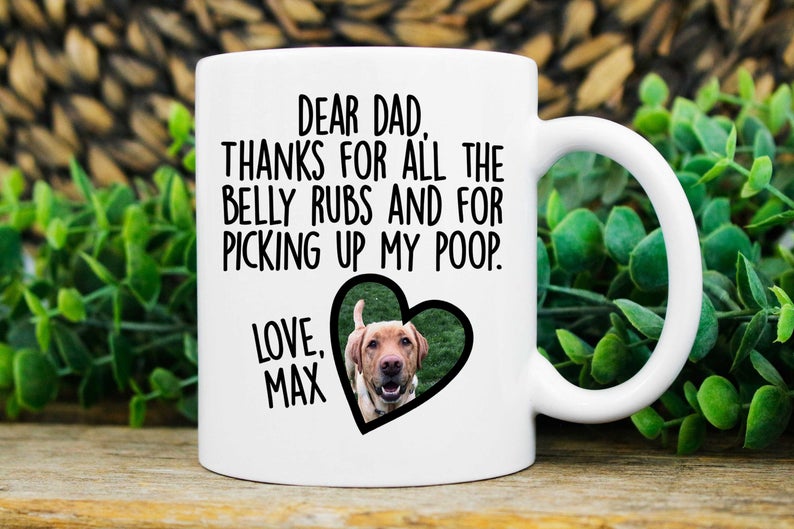 DEAR DAD,
THANKS FOR ALL THE
BELLY RUBS AND FOR
PICKING UP MY POOP.
LOVE,
MAX